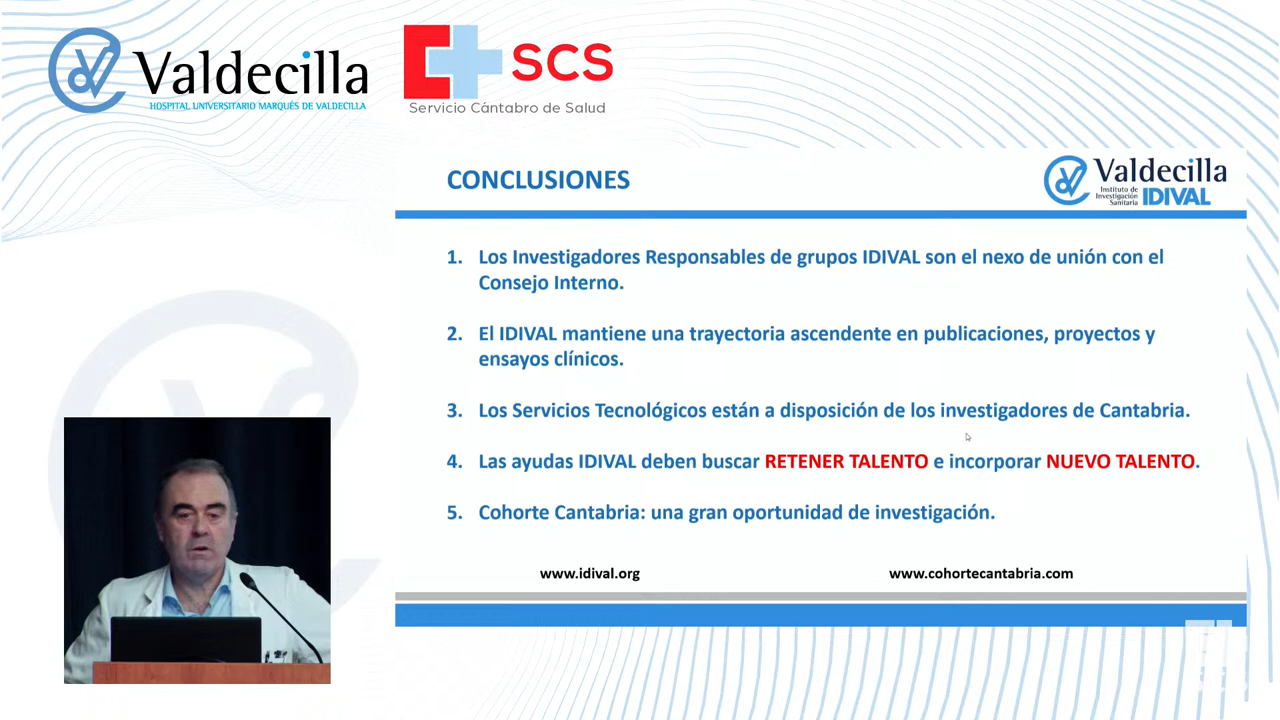 Valdecilla
HOSPITAL UNIVERSITARIO MARQUÉS DE VALDECILLA
SCS
Servicio Cántabro de Salud
CONCLUSIONES
Valdecilla
Instituto de
Investigación
Sanitaria
IDIVAL
1. Los Investigadores Responsables de grupos IDIVAL son el nexo de unión con el
Consejo Interno.
2. El IDIVAL mantiene una trayectoria ascendente en publicaciones, proyectos y
ensayos clínicos.
3. Los Servicios Tecnológicos están a disposición de los investigadores de Cantabria.
4. Las ayudas IDIVAL deben buscar RETENER TALENTO e incorporar NUEVO TALENTO.
5. Cohorte Cantabria: una gran oportunidad de investigación.
www.idival.org
www.cohortecantabria.com